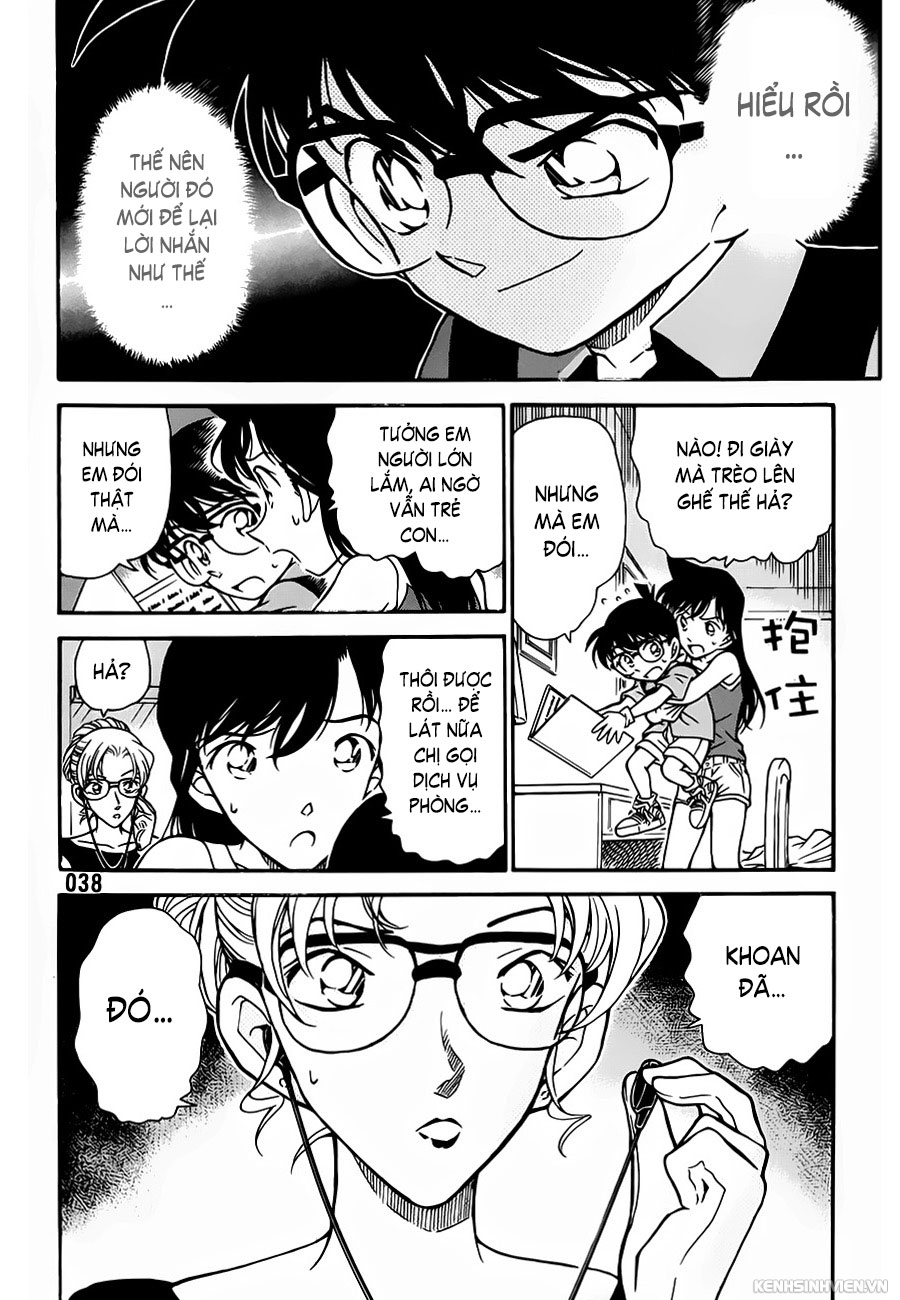 HIỂU RỒI
...
THẾ NÊN
NGƯỜI ĐÓ
MỚI ĐỂ LẠI
LỜI NHẮN
NHƯ THẾ
...
NÀO! ĐI GIÀY
MÀ TRÈO LÊN
GHẾ THẾ HẢ?
NHƯNG
MÀ EM
ĐÓI...
抱
住
TƯỞNG EM
NGƯỜI LỚN
LẮM, AI NGỜ
VẪN TRẺ
CON...
NHƯNG
EM ĐÓI
THẬT
MÀ...
THÔI ĐƯỢC
RỒI... ĐỂ
LÁT NỮA
CHỊ GỌI
DỊCH VỤ
PHÒNG...
HẢ?
038
KHOAN
ĐÃ...
ĐÓ...
KENHSINHVIEN.VN